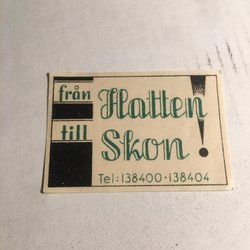 från Hatten
till Skon!
Tel: 138400 · 138404